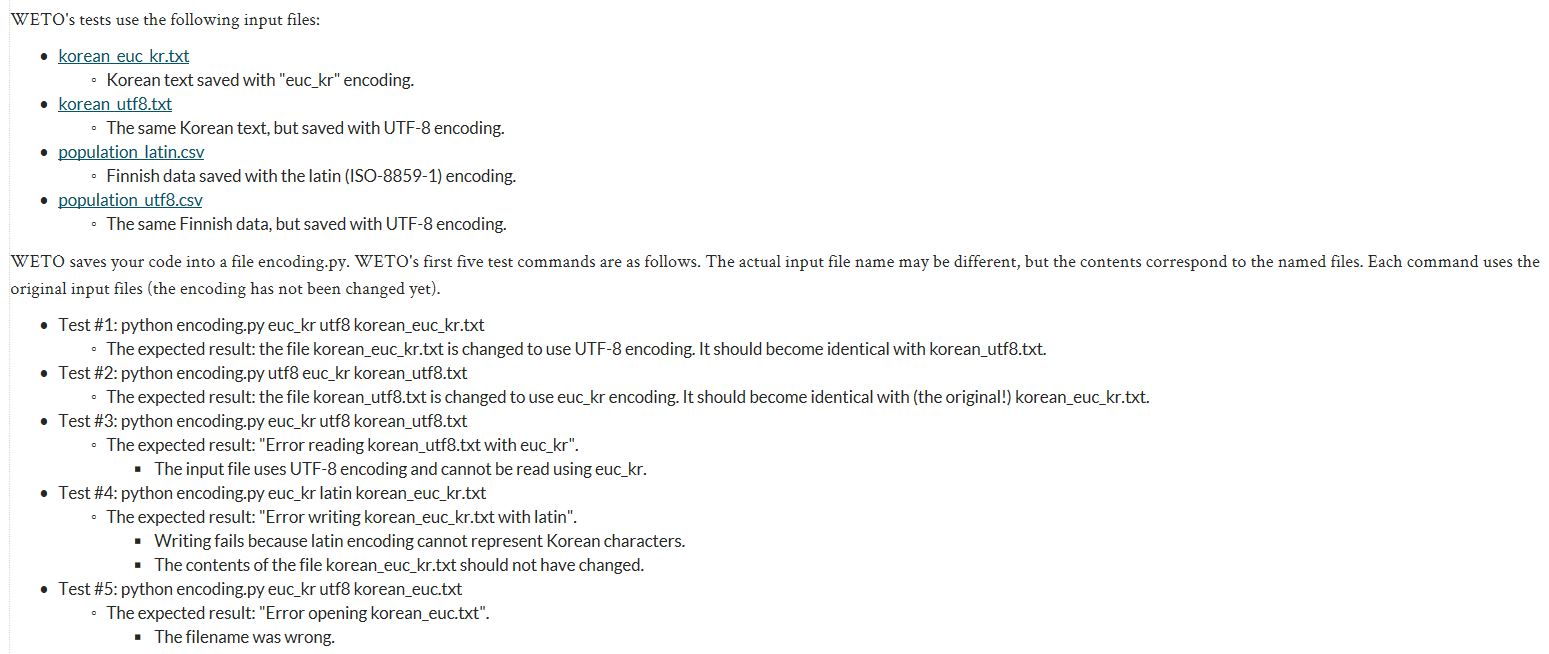 WETO's tests use the following input files:
korean_euc_kr.txt
Korean text saved with "euc_kr" encoding.
korean_utf8.txt
The same Korean text, but saved with UTF-8 encoding.
population_latin.csv
Finnish data saved with the latin (ISO-8859-1) encoding.
population_utf8.csv
The same Finnish data, but saved with UTF-8 encoding.
WETO saves your code into a file encoding.py. WETO's first five test commands are as follows. The actual input file name may be different, but the contents correspond to the named files. Each command uses the
original input files (the encoding has not been changed yet).
Test #1: python encoding.py euc_kr utf8 korean_euc_kr.txt
The expected result: the file korean_euc_kr.txt is changed to use UTF-8 encoding. It should become identical with korean_utf8.txt.
Test #2: python encoding.py utf8 euc_kr korean_utf8.txt
The expected result: the file korean_utf8.txt is changed to use euc_kr encoding. It should become identical with (the original!) korean_euc_kr.txt.
Test #3: python encoding.py euc_kr utf8 korean_utf8.txt
The expected result: "Error reading korean_utf8.txt with euc_kr".
The input file uses UTF-8 encoding and cannot be read using euc_kr.
Test #4: python encoding.py euc_kr latin korean_euc_kr.txt
The expected result: "Error writing korean_euc_kr.txt with latin".
Writing fails because latin encoding cannot represent Korean characters.
The contents of the file korean_euc_kr.txt should not have changed.
Test #5: python encoding.py euc_kr utf8 korean_euc.txt
The expected result: "Error opening korean_euc.txt".
The filename was wrong.